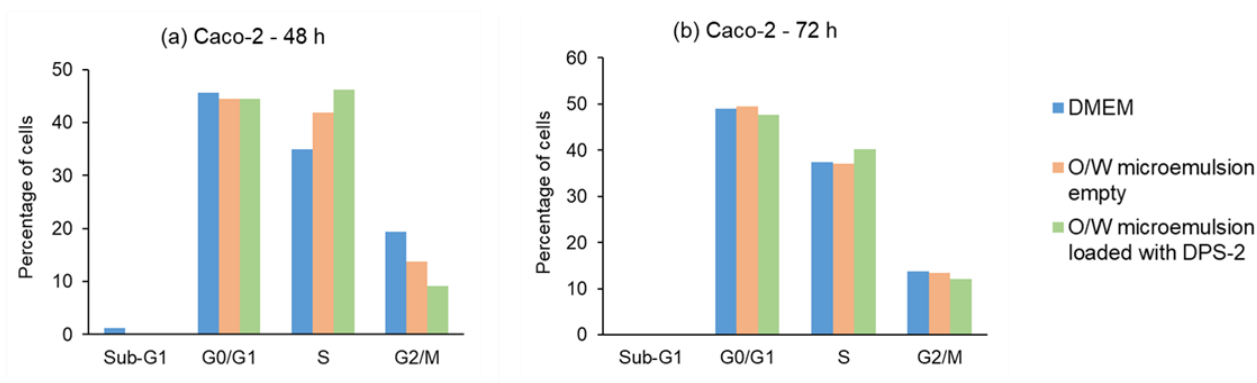 (a) Caco-2 - 48 h
Percentage of cells
50
40
30
20
10
0
Sub-G1 G0/G1 S G2/M
(b) Caco-2 - 72 h
Percentage of cells
60
50
40
30
20
10
0
Sub-G1 G0/G1 S G2/M
DMEM
O/W microemulsion
empty
O/W microemulsion
loaded with DPS-2